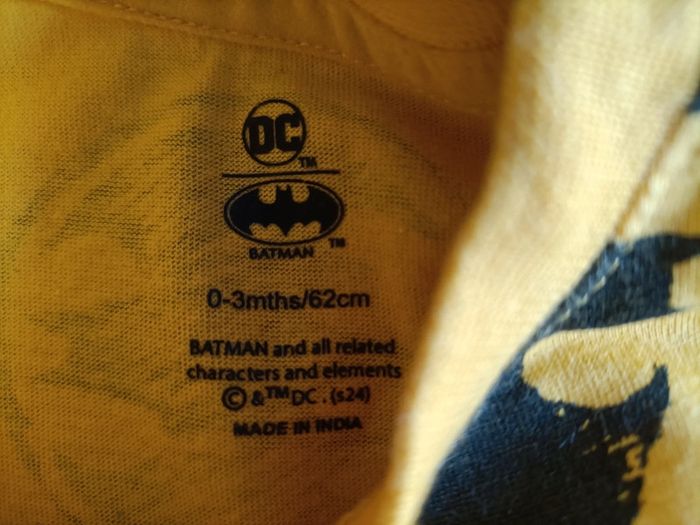 DC
TM
BATMAN TM
0-3mths/62cm
BATMAN and all related
characters and elements
© &™DC . (s24)
MADE IN INDIA